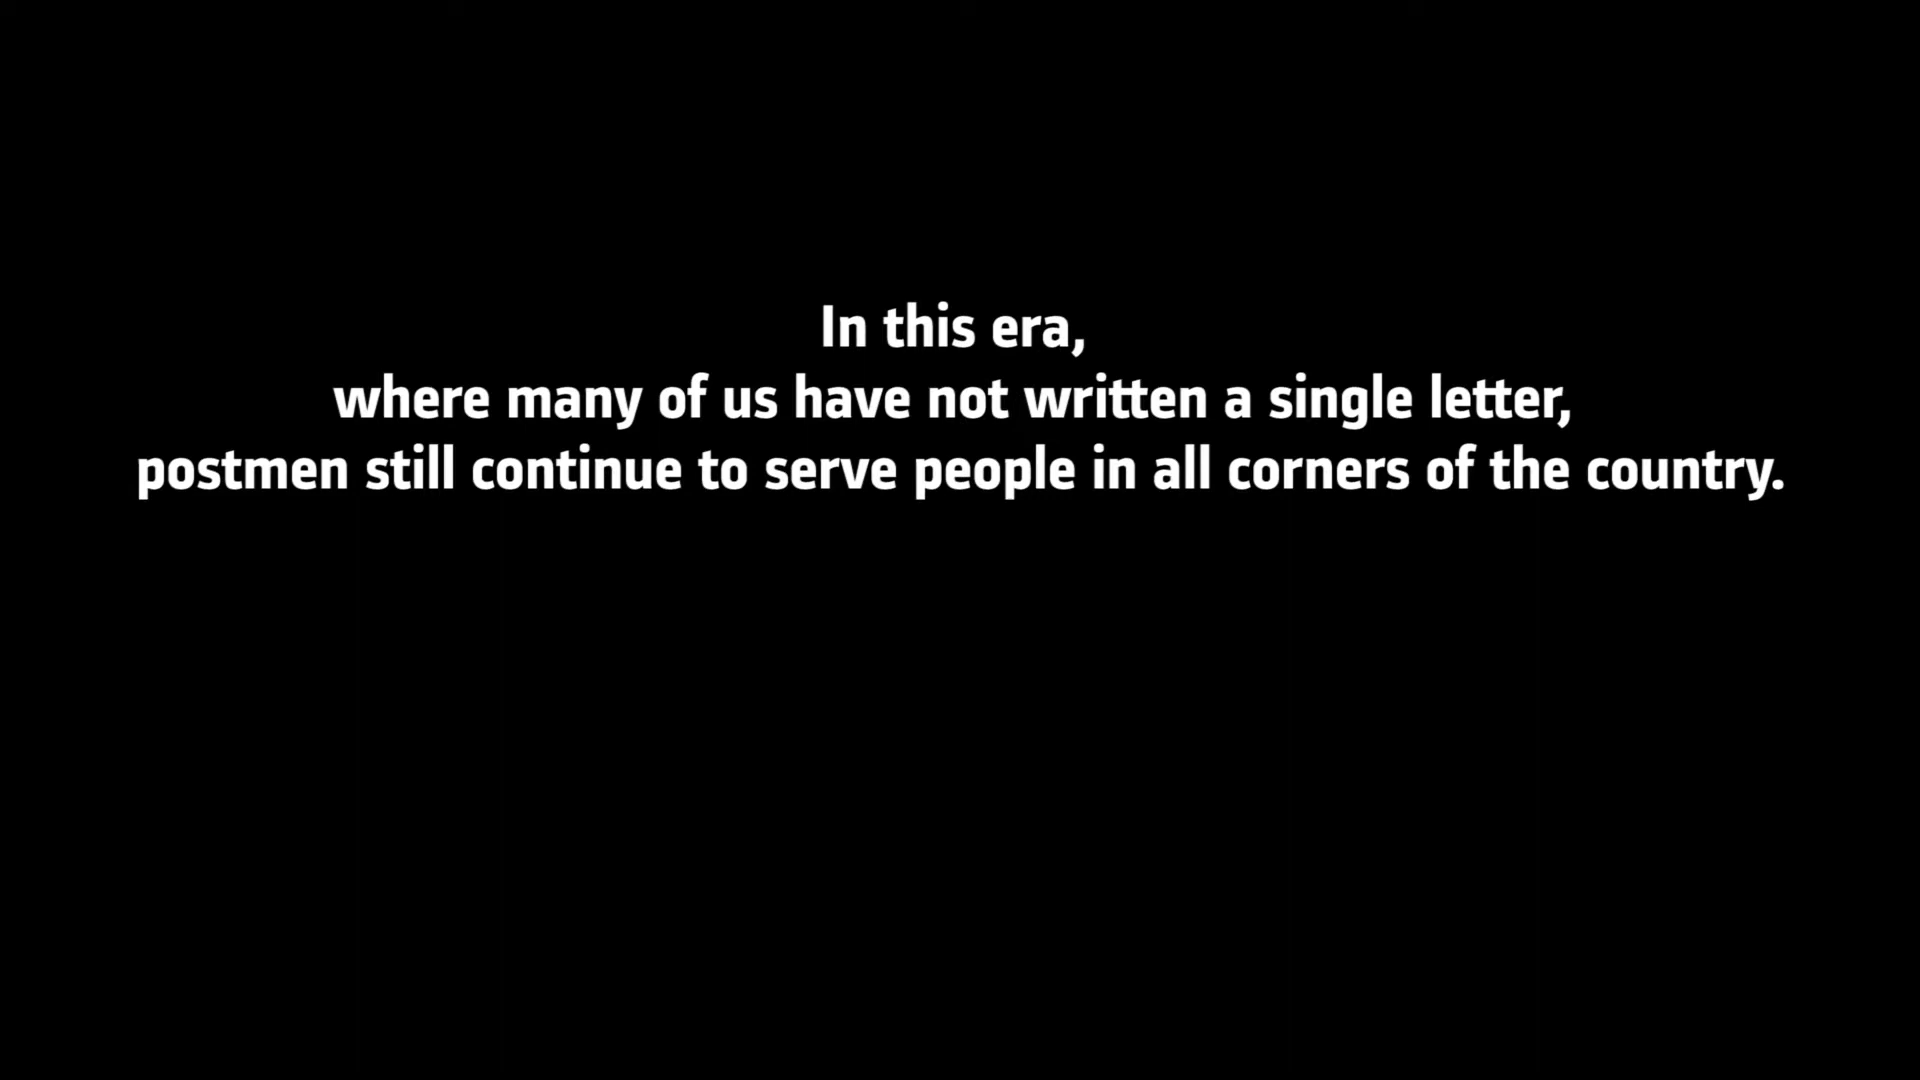 In this era,
where many of us have not written a single letter,
postmen still continue to serve people in all corners of the country.